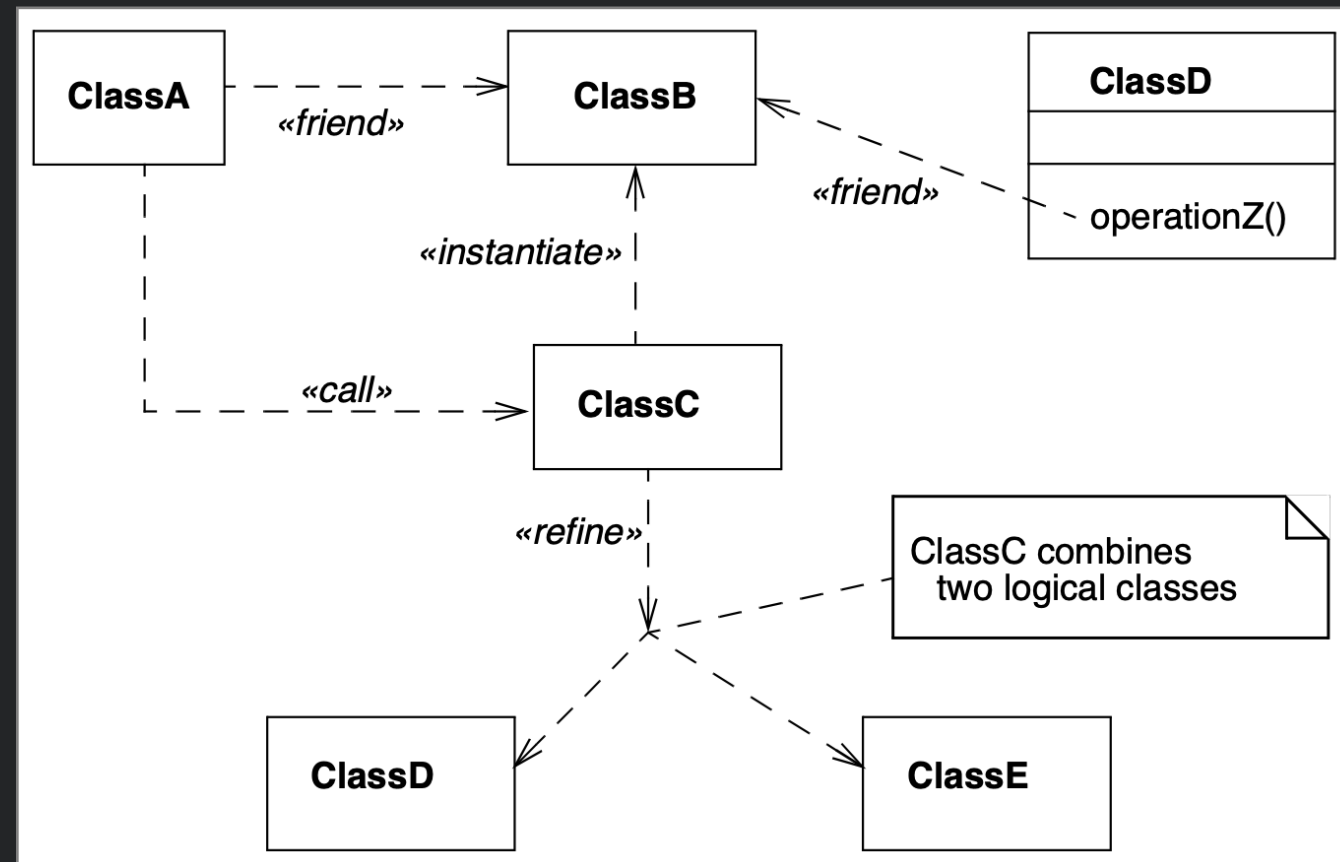 ClassA
ClassB
ClassD
«friend»
«friend»
operationZ()
«instantiate»
«call»
ClassC
«refine»
ClassC combines
two logical classes
ClassD
ClassE